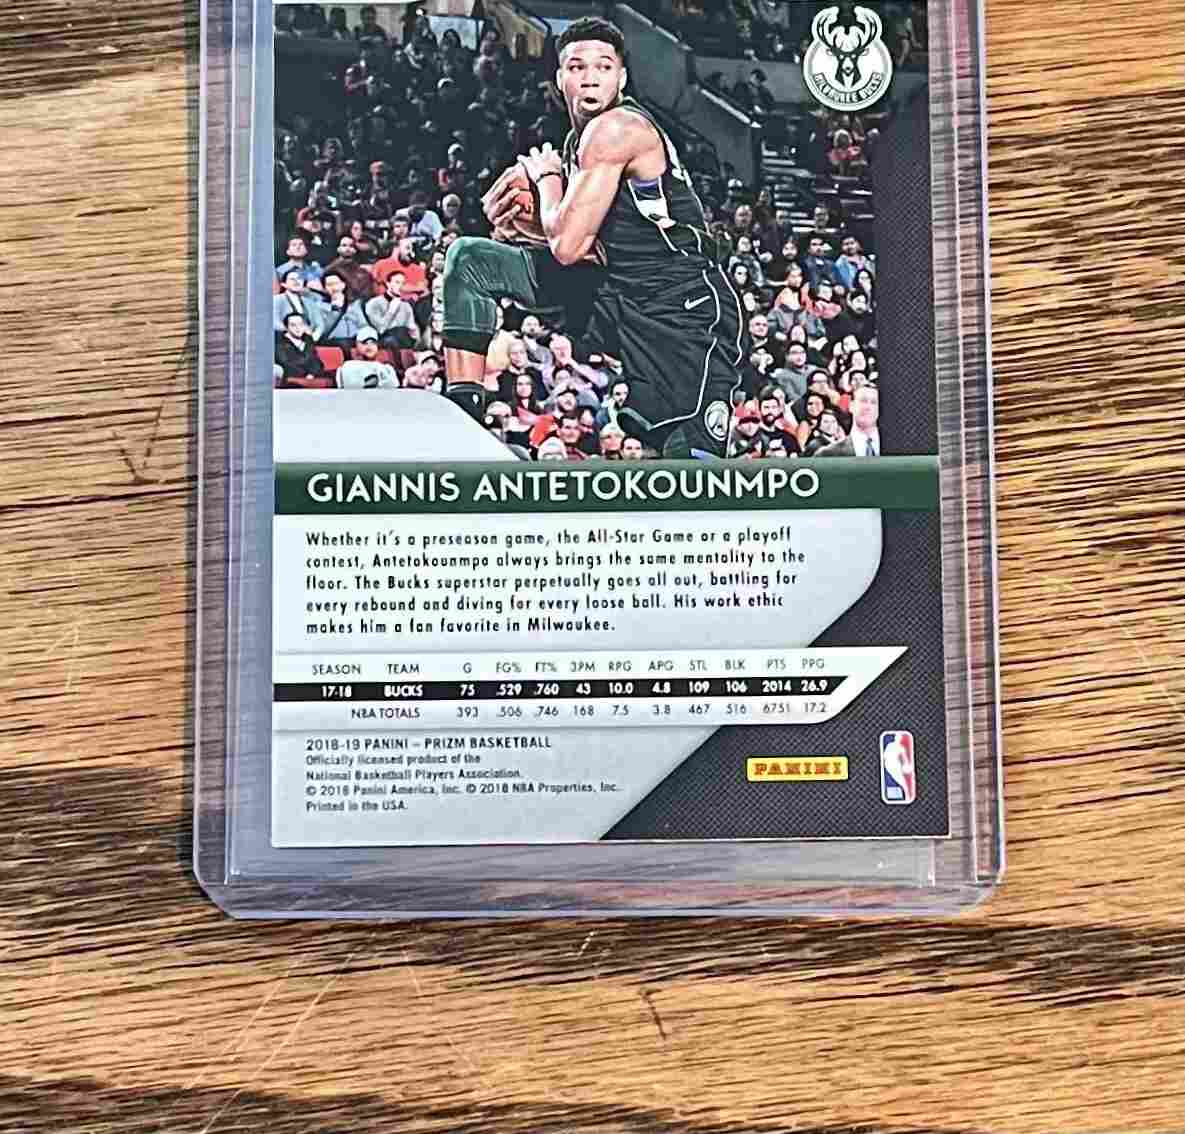 MILWAUKEE BUCKS
GIANNIS ANTETOKOUNMPO
Whether it's a preseason game, the All-Star Game or a playoff
contest, Antetokounmpo always brings the same mentality to the
floor. The Bucks superstar perpetually goes all out, battling for
every rebound and diving for every loose ball. His work ethic
makes him a fan favorite in Milwaukee.
SEASON TEAM G FG% FT% 3PM RPG APG STL BLK PTS PPG
17-18 BUCKS 75 .529 .760 43 10.0 4.8 109 106 2014 26.9
NBA TOTALS 393 .506 .746 168 7.5 3.8 467 516 6751 17.2
2018-19 PANINI – PRIZM BASKETBALL
Officially licensed product of the
National Basketball Players Association.
© 2018 Panini America, Inc. © 2018 NBA Properties, Inc.
Printed in the USA.
PANINI